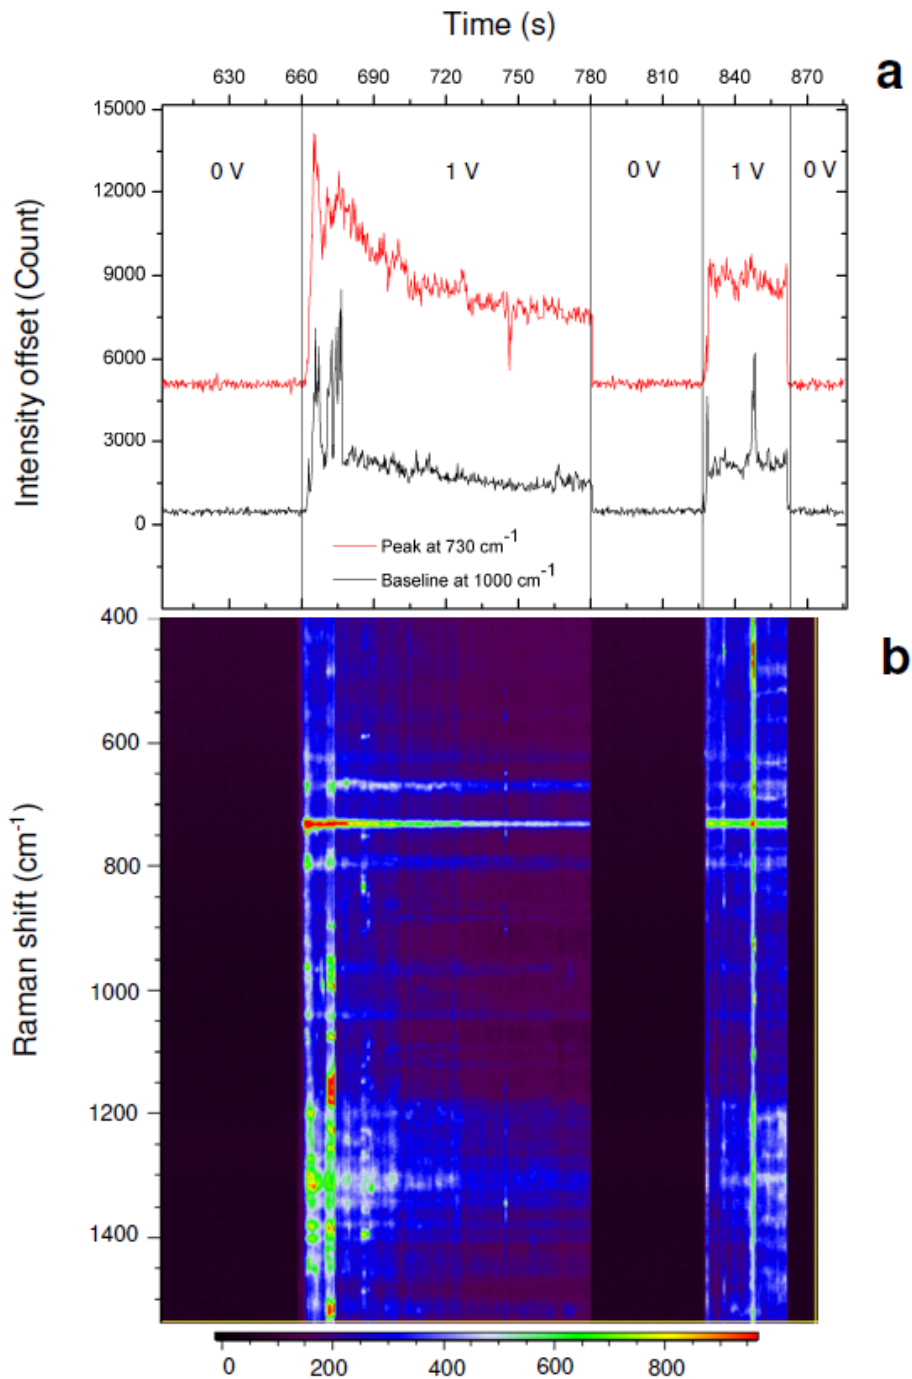 Time (s)
a
630 660 690 720 750 780 810 840 870
15000
0 V 1 V 0 V 1 V 0 V
12000
9000
6000
3000
0
Intensity offset (Count)
Peak at 730 cm⁻¹
Baseline at 1000 cm⁻¹
b
400
600
800
1000
1200
1400
Raman shift (cm⁻¹)
0 200 400 600 800